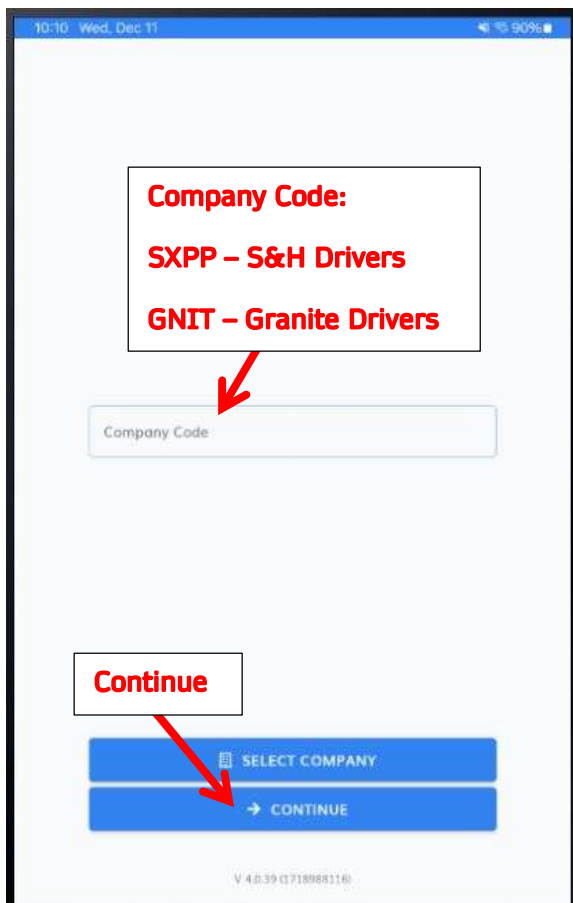 10:10 Wed, Dec 11 90%
Company Code:
SXPP – S&H Drivers
GNIT – Granite Drivers
Company Code
Continue
SELECT COMPANY
→ CONTINUE
V 4.0.39 (1718988116)